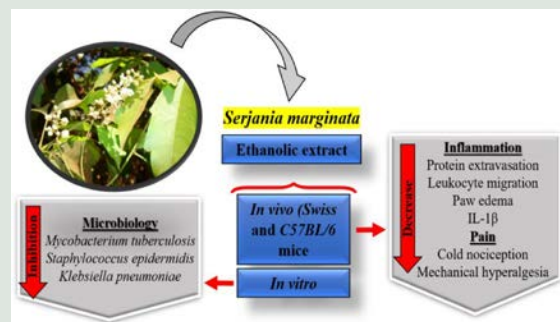 Serjania marginata
Ethanolic extract
In vivo (Swiss
and C57BL/6
mice
In vitro
Inhibition
Microbiology
Mycobacterium tuberculosis
Staphylococcus epidermidis
Klebsiella pneumoniae
Decrease
Inflammation
Protein extravasation
Leukocyte migration
Paw edema
IL-1β
Pain
Cold nociception
Mechanical hyperalgesia